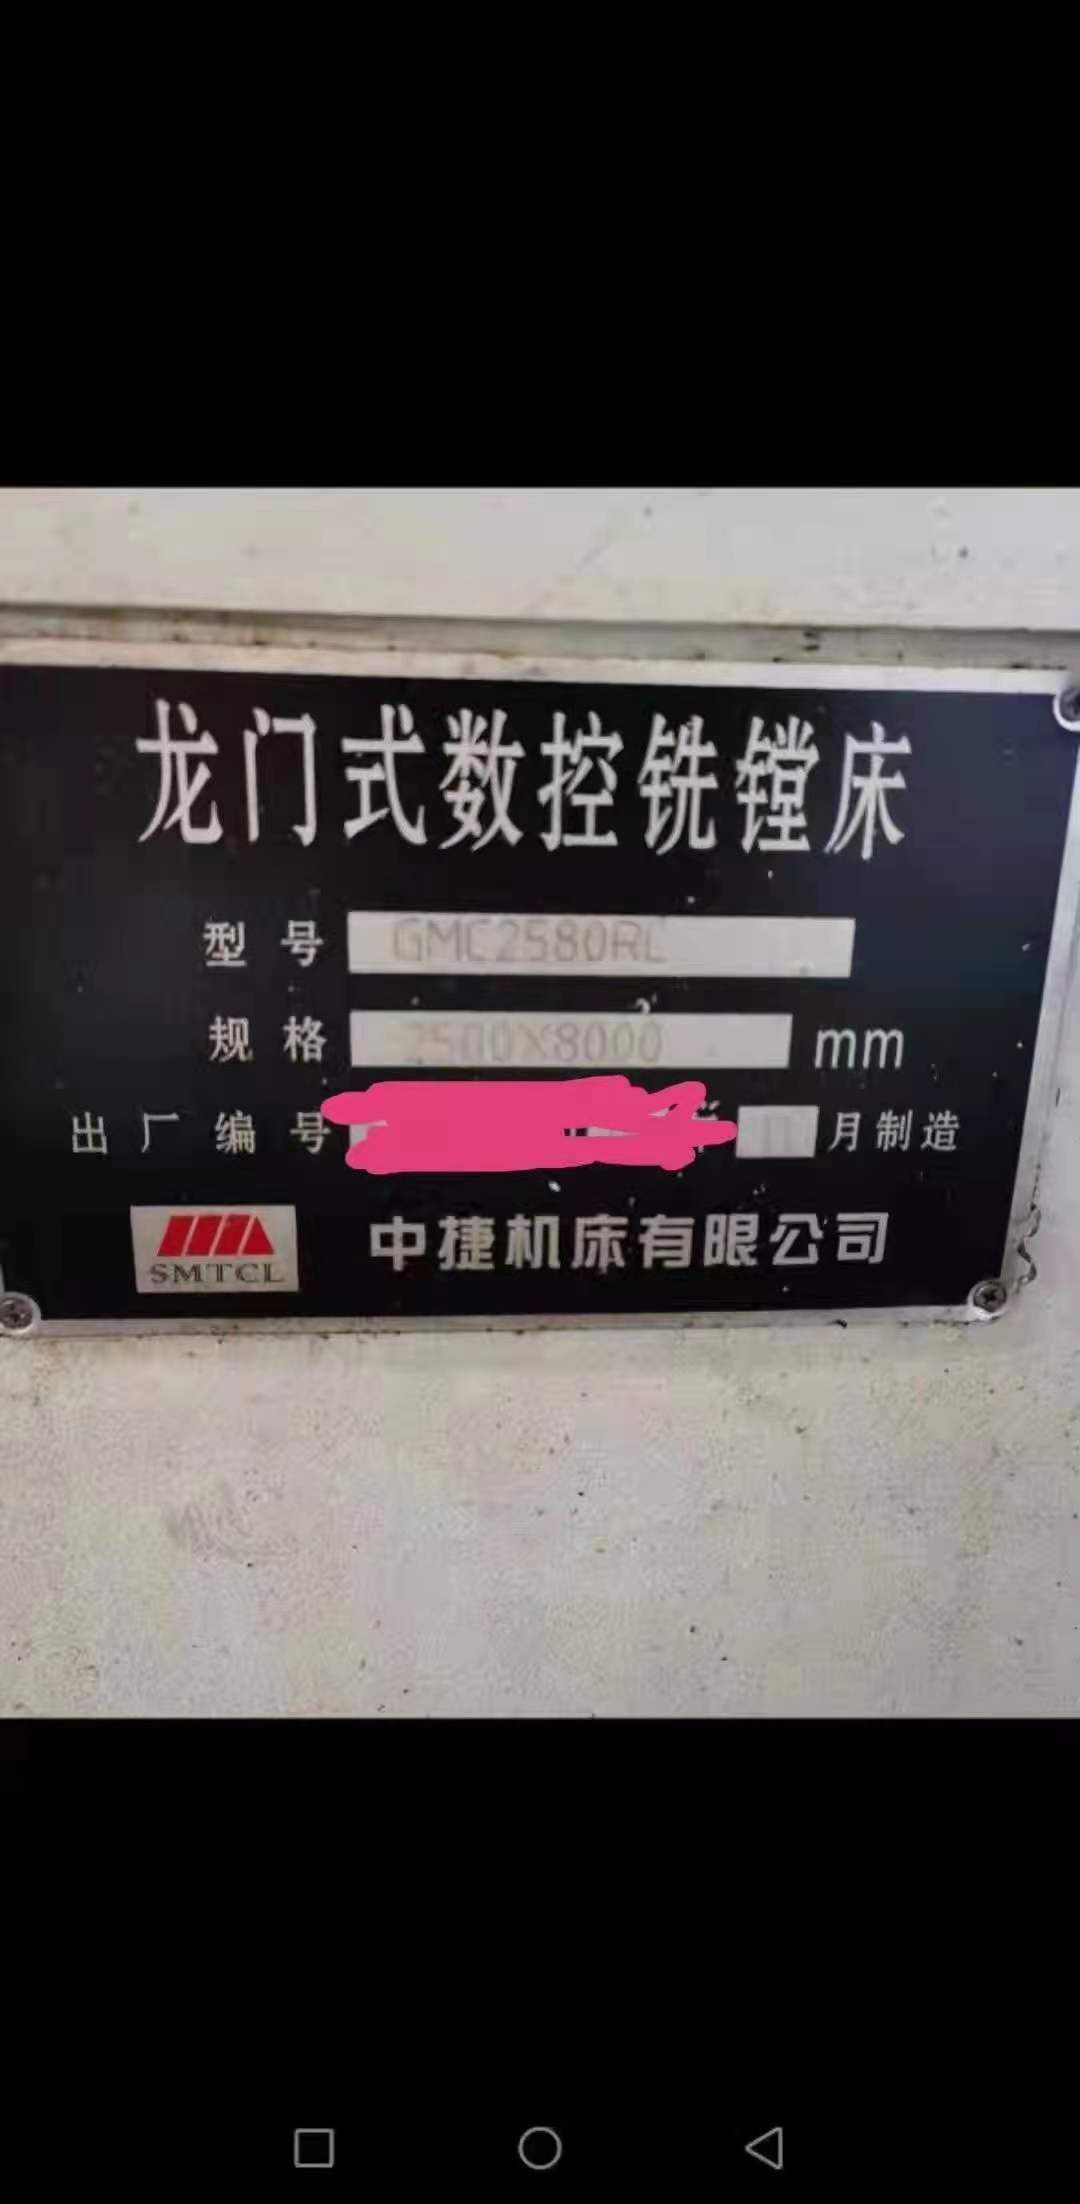 龙门式数控铣镗床
型号 GMC2580RC
规格 2500X8000 mm
出厂编号 月制造
SMTCL 中捷机床有限公司